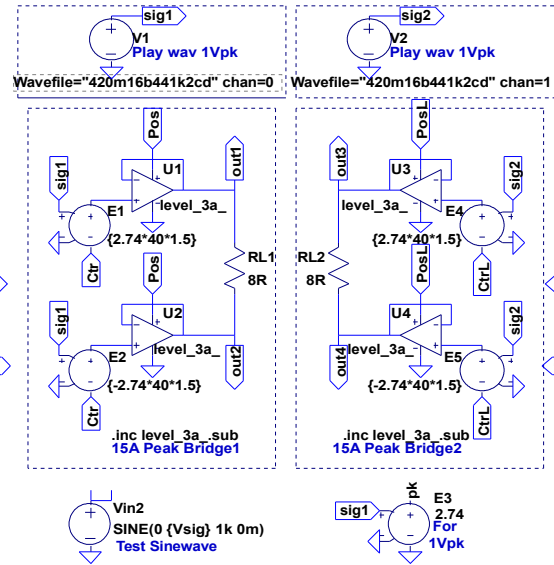 sig1
V1
Play wav 1Vpk
Wavefile="420m16b441k2cd" chan=0
sig2
V2
Play wav 1Vpk
Wavefile="420m16b441k2cd" chan=1
Pos
out1
sig1
U1
E1
level_3a_
{2.74*40*1.5}
Ctr
Pos
RL1
8R
sig1
U2
E2
level_3a_
{-2.74*40*1.5}
Ctr
out2
.inc level_3a_.sub
15A Peak Bridge1
out3
PosL
sig2
U3
E4
level_3a_
{2.74*40*1.5}
CtrL
PosL
RL2
8R
sig2
U4
E5
level_3a_
{-2.74*40*1.5}
CtrL
out4
.inc level_3a_.sub
15A Peak Bridge2
Vin2
SINE(0 {Vsig} 1k 0m)
Test Sinewave
pk
sig1
E3
2.74
For
1Vpk